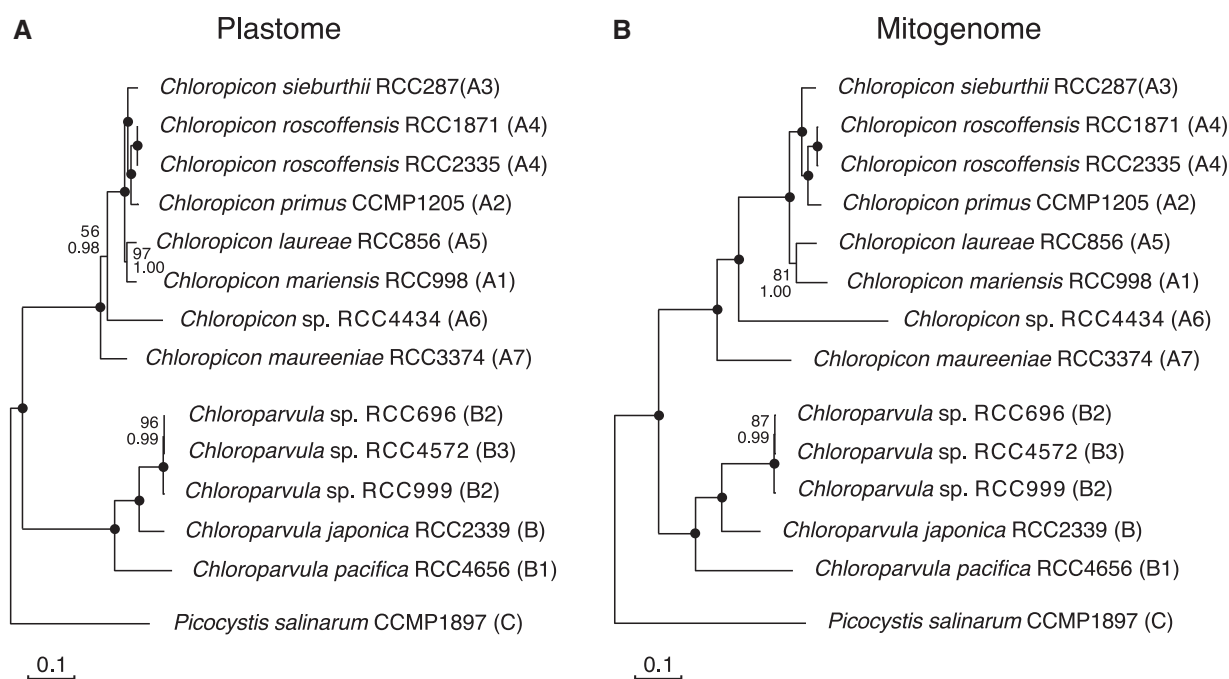 A Plastome
Chloropicon sieburthii RCC287(A3)
Chloropicon roscoffensis RCC1871 (A4)
Chloropicon roscoffensis RCC2335 (A4)
Chloropicon primus CCMP1205 (A2)
56
0.98
Chloropicon laureae RCC856 (A5)
97
1.00
Chloropicon mariensis RCC998 (A1)
Chloropicon sp. RCC4434 (A6)
Chloropicon maureeniae RCC3374 (A7)
Chloroparvula sp. RCC696 (B2)
96
0.99
Chloroparvula sp. RCC4572 (B3)
Chloroparvula sp. RCC999 (B2)
Chloroparvula japonica RCC2339 (B)
Chloroparvula pacifica RCC4656 (B1)
Picocystis salinarum CCMP1897 (C)
0.1
B Mitogenome
Chloropicon sieburthii RCC287(A3)
Chloropicon roscoffensis RCC1871 (A4)
Chloropicon roscoffensis RCC2335 (A4)
Chloropicon primus CCMP1205 (A2)
Chloropicon laureae RCC856 (A5)
81
1.00
Chloropicon mariensis RCC998 (A1)
Chloropicon sp. RCC4434 (A6)
Chloropicon maureeniae RCC3374 (A7)
Chloroparvula sp. RCC696 (B2)
87
0.99
Chloroparvula sp. RCC4572 (B3)
Chloroparvula sp. RCC999 (B2)
Chloroparvula japonica RCC2339 (B)
Chloroparvula pacifica RCC4656 (B1)
Picocystis salinarum CCMP1897 (C)
0.1